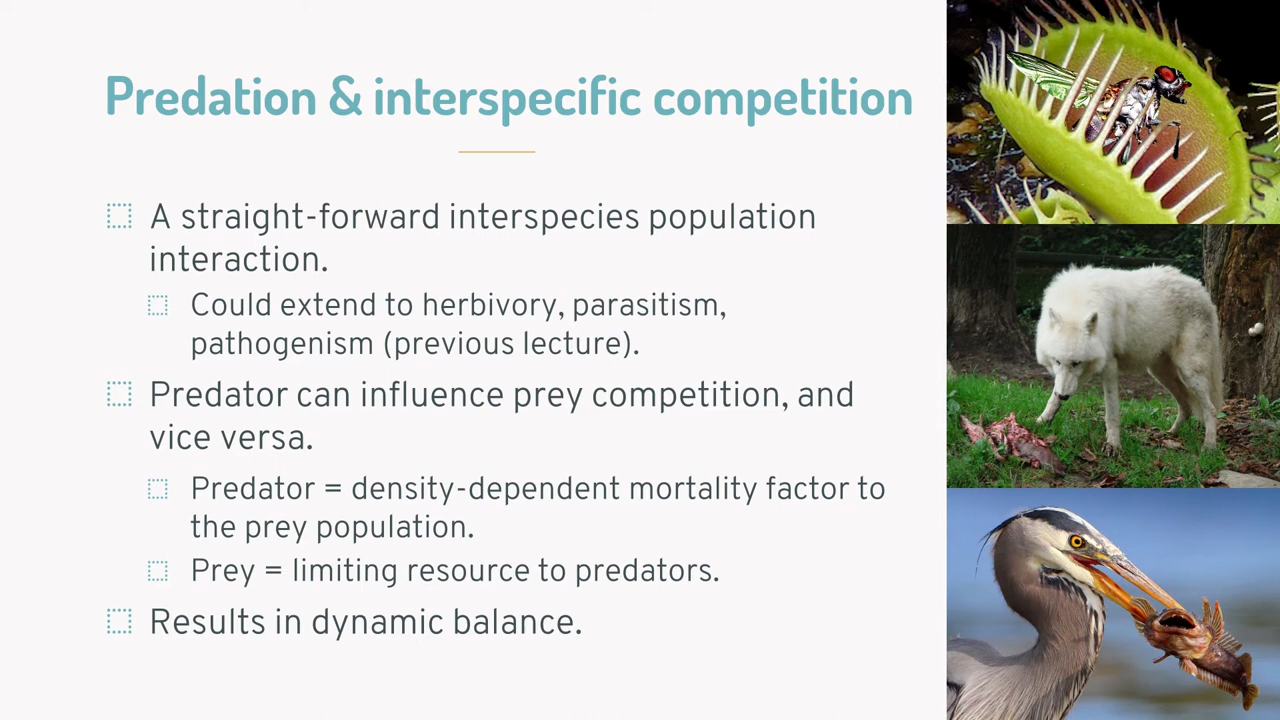 Predation & interspecific competition
A straight-forward interspecies population
interaction.
Could extend to herbivory, parasitism,
pathogenism (previous lecture).
Predator can influence prey competition, and
vice versa.
Predator = density-dependent mortality factor to
the prey population.
Prey = limiting resource to predators.
Results in dynamic balance.